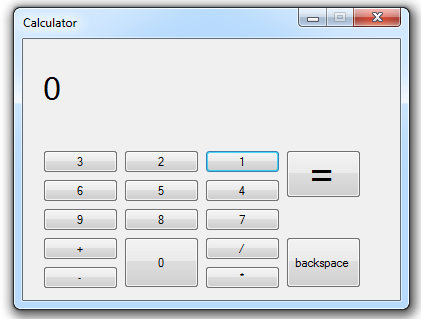 Calculator
0
3 2 1 =
6 5 4
9 8 7
+ 0 / backspace
- *